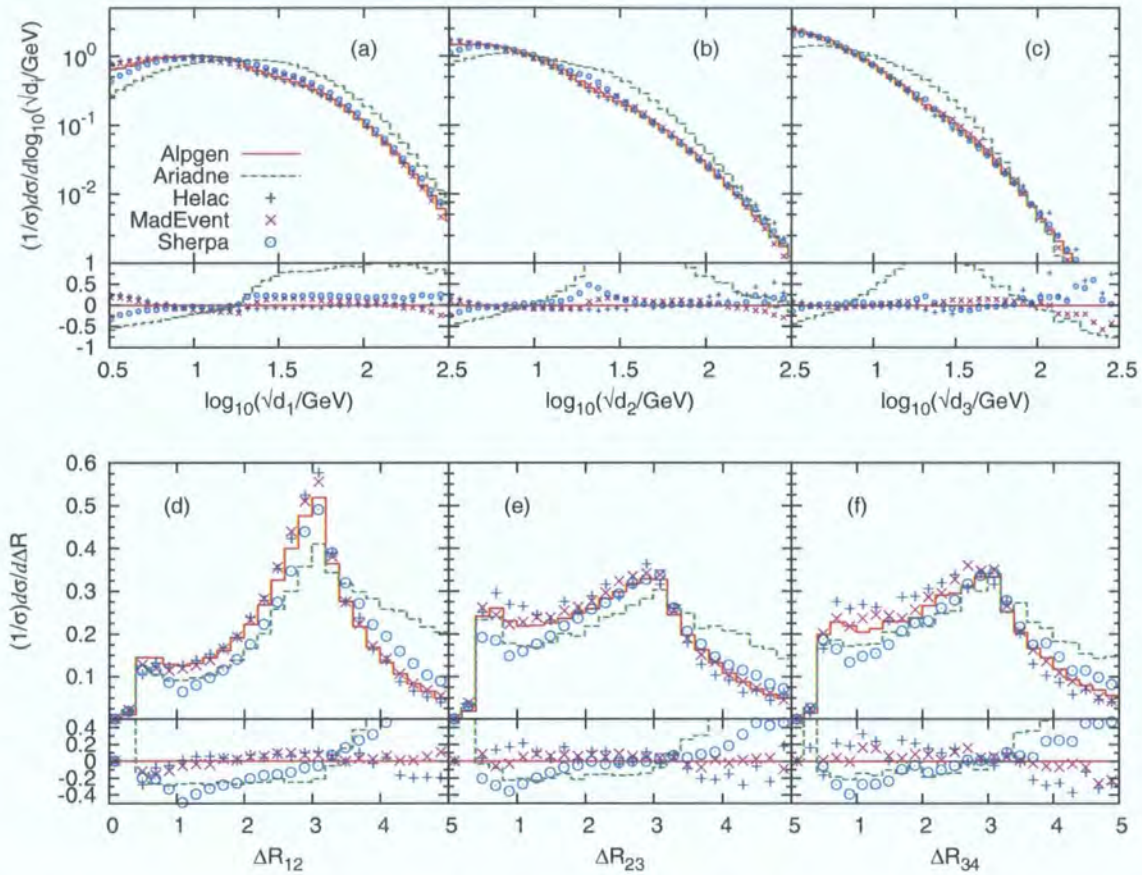 (a) (b) (c)
(1/σ)dσ/dlog₁₀(√dᵢ/GeV)
10⁰
10⁻¹
10⁻²
Alpgen
Ariadne
Helac
MadEvent
Sherpa
1
0.5
0
-0.5
-1
0.5 1 1.5 2 2.5 1 1.5 2 2.5 1 1.5 2 2.5
log₁₀(√d₁/GeV) log₁₀(√d₂/GeV) log₁₀(√d₃/GeV)
(d) (e) (f)
(1/σ)dσ/dΔR
0.6
0.5
0.4
0.3
0.2
0.1
0.4
0.2
0
-0.2
-0.4
0 1 2 3 4 5 1 2 3 4 5 1 2 3 4 5
ΔR₁₂ ΔR₂₃ ΔR₃₄